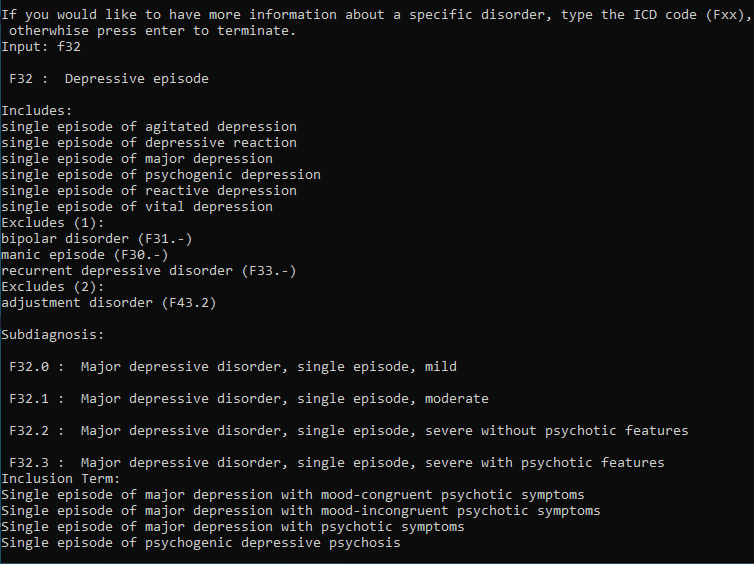 If you would like to have more information about a specific disorder, type the ICD code (Fxx),
otherwhise press enter to terminate.
Input: f32
F32 :  Depressive episode
Includes:
single episode of agitated depression
single episode of depressive reaction
single episode of major depression
single episode of psychogenic depression
single episode of reactive depression
single episode of vital depression
Excludes (1):
bipolar disorder (F31.-)
manic episode (F30.-)
recurrent depressive disorder (F33.-)
Excludes (2):
adjustment disorder (F43.2)
Subdiagnosis:
F32.0 :  Major depressive disorder, single episode, mild
F32.1 :  Major depressive disorder, single episode, moderate
F32.2 :  Major depressive disorder, single episode, severe without psychotic features
F32.3 :  Major depressive disorder, single episode, severe with psychotic features
Inclusion Term:
Single episode of major depression with mood-congruent psychotic symptoms
Single episode of major depression with mood-incongruent psychotic symptoms
Single episode of major depression with psychotic symptoms
Single episode of psychogenic depressive psychosis